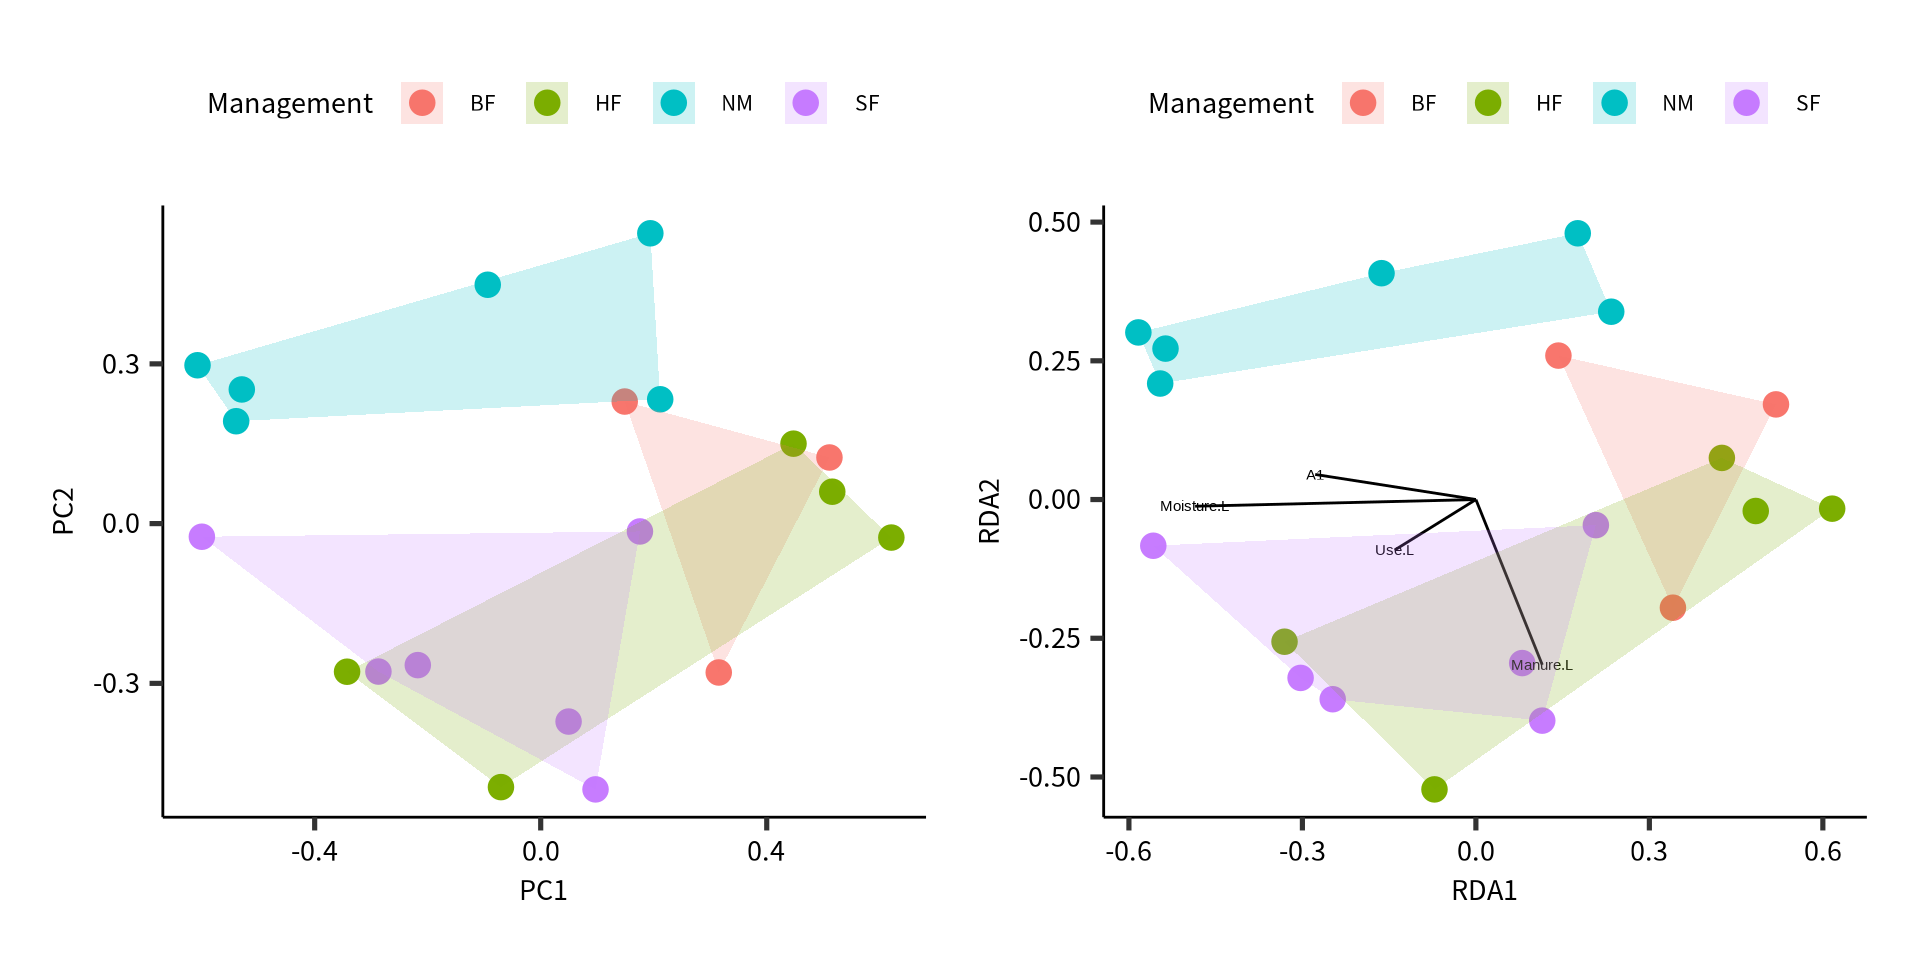 Management BF HF NM SF
PC2
0.3
0.0
-0.3
-0.4 0.0 0.4
PC1
Management BF HF NM SF
RDA2
0.50
0.25
0.00
-0.25
-0.50
A1
Moisture.L
Use.L
Manure.L
-0.6 -0.3 0.0 0.3 0.6
RDA1